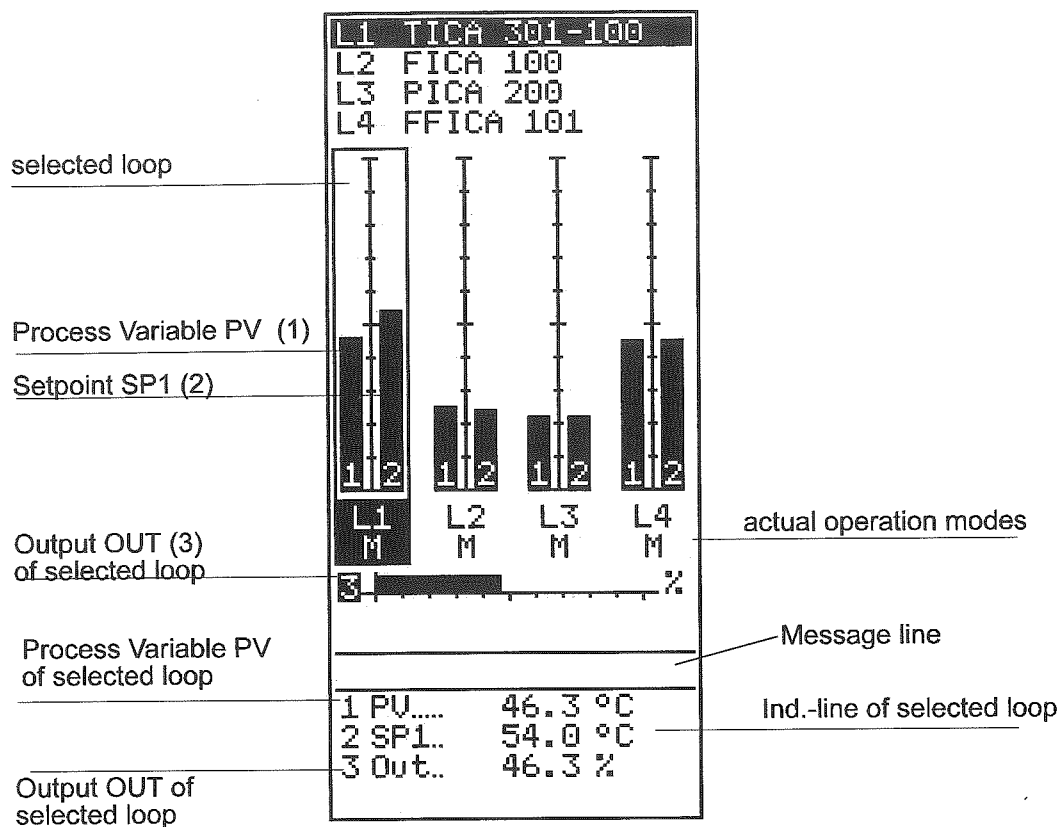 L1 TICA 301-100
L2 FICA 100
L3 PICA 200
L4 FFICA 101
selected loop
Process Variable PV (1)
Setpoint SP1 (2)
1 2 1 2 1 2 1 2
L1 L2 L3 L4
M M M M
actual operation modes
Output OUT (3)
of selected loop
3 %
Message line
Process Variable PV
of selected loop
1 PV..... 46.3 °C
2 SP1.. 54.0 °C
3 Out.. 46.3 %
Ind.-line of selected loop
Output OUT of
selected loop